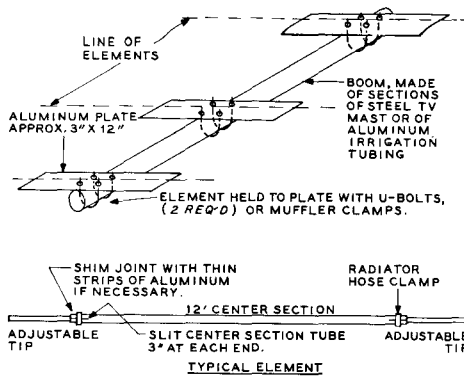 LINE OF
ELEMENTS
BOOM, MADE
OF SECTIONS
OF STEEL TV
MAST OR OF
ALUMINUM
IRRIGATION
TUBING
ALUMINUM PLATE
APPROX. 3" X 12"
ELEMENT HELD TO PLATE WITH U-BOLTS,
(2 REQ'D) OR MUFFLER CLAMPS.
SHIM JOINT WITH THIN
STRIPS OF ALUMINUM
IF NECESSARY.
RADIATOR
HOSE CLAMP
12' CENTER SECTION
ADJUSTABLE
TIP
SLIT CENTER SECTION TUBE
3" AT EACH END.
ADJUSTABLE
TIP
TYPICAL ELEMENT